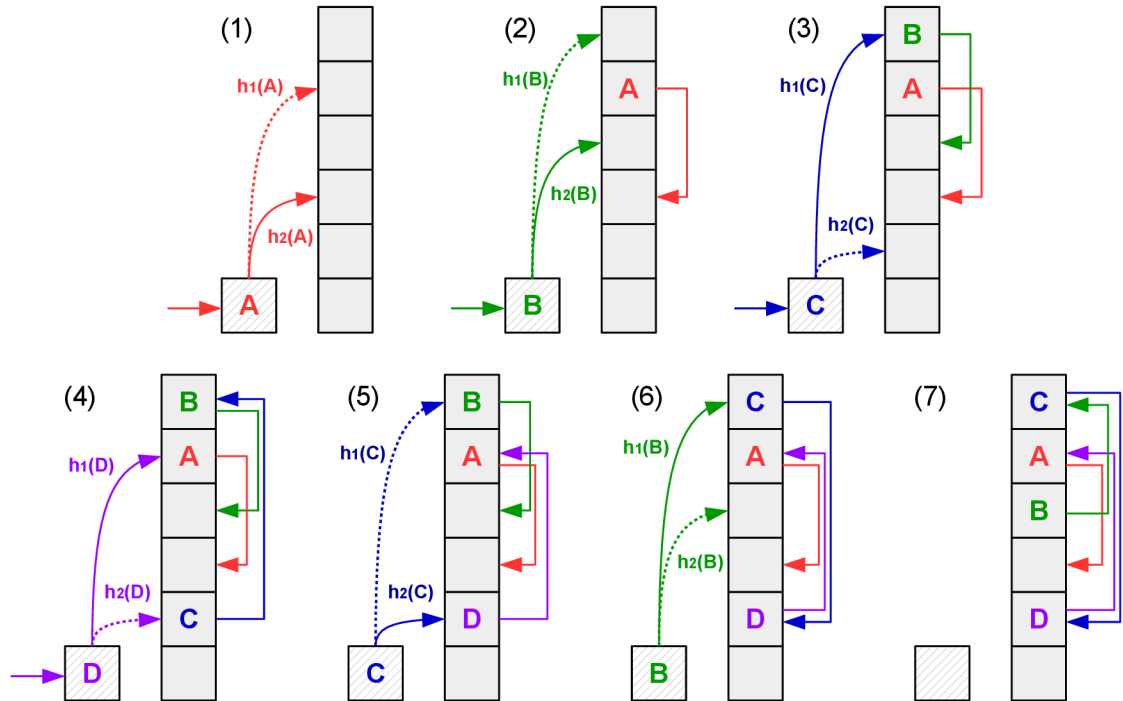 (1)
h1(A)
h2(A)
A
(2)
h1(B)
A
h2(B)
B
(3)
B
h1(C)
A
h2(C)
C
(4)
B
h1(D)
A
h2(D)
C
D
(5)
B
h1(C)
A
h2(C)
D
C
(6)
C
h1(B)
A
h2(B)
D
B
(7)
C
A
B
D